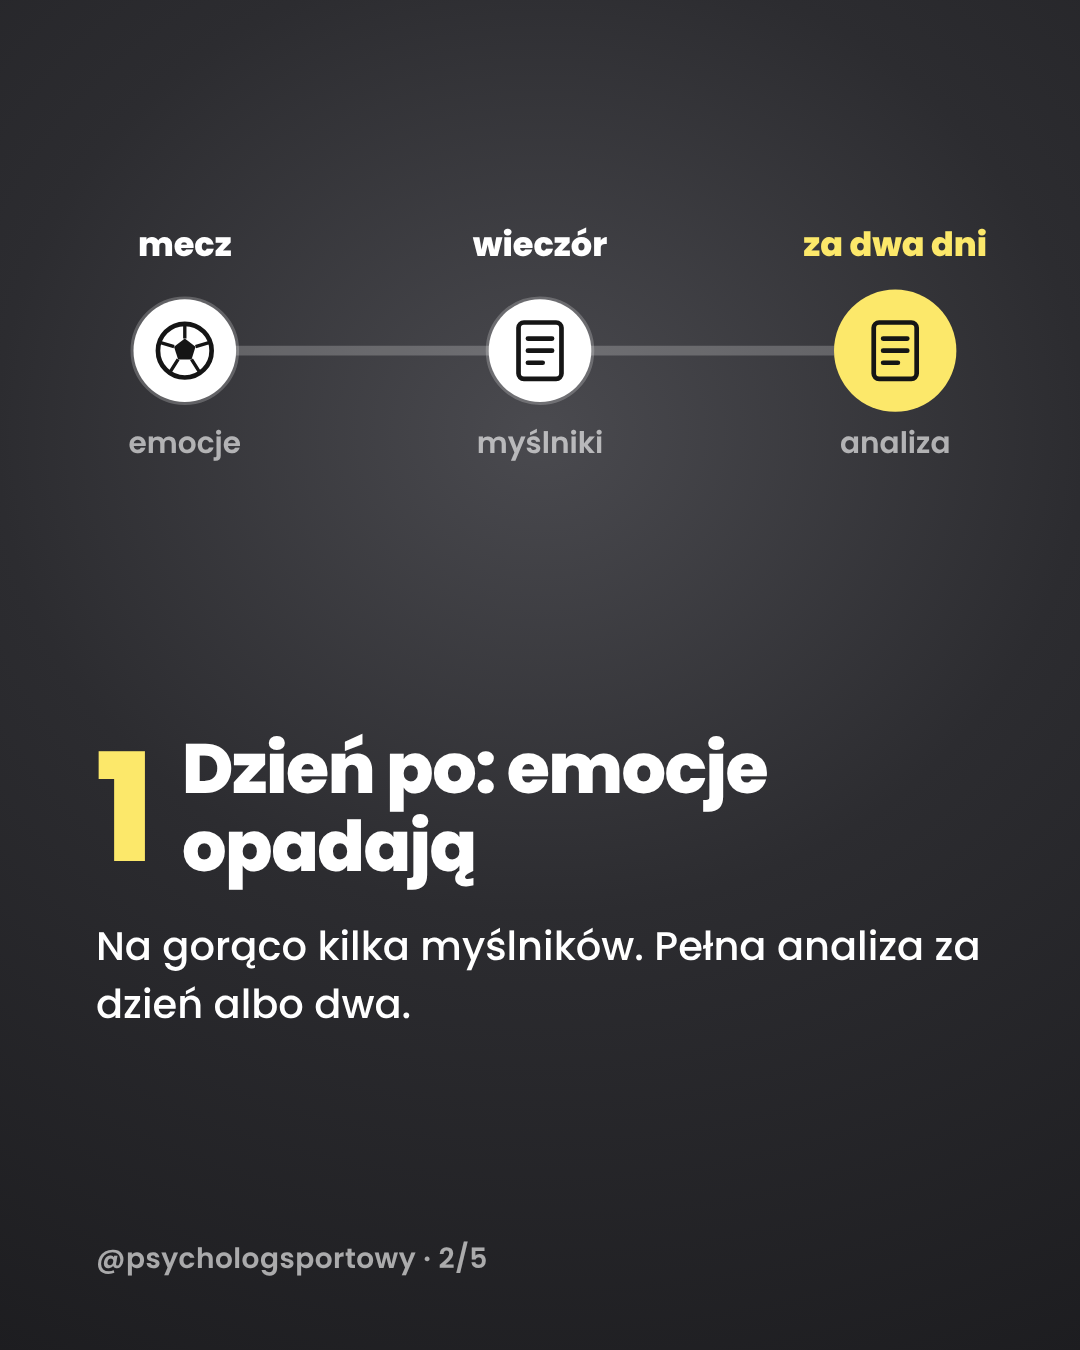 mecz
wieczór
za dwa dni
emocje
myślniki
analiza
1
Dzień po: emocje
opadają
Na gorąco kilka myślników. Pełna analiza za
dzień albo dwa.
@psychologsportowy · 2/5